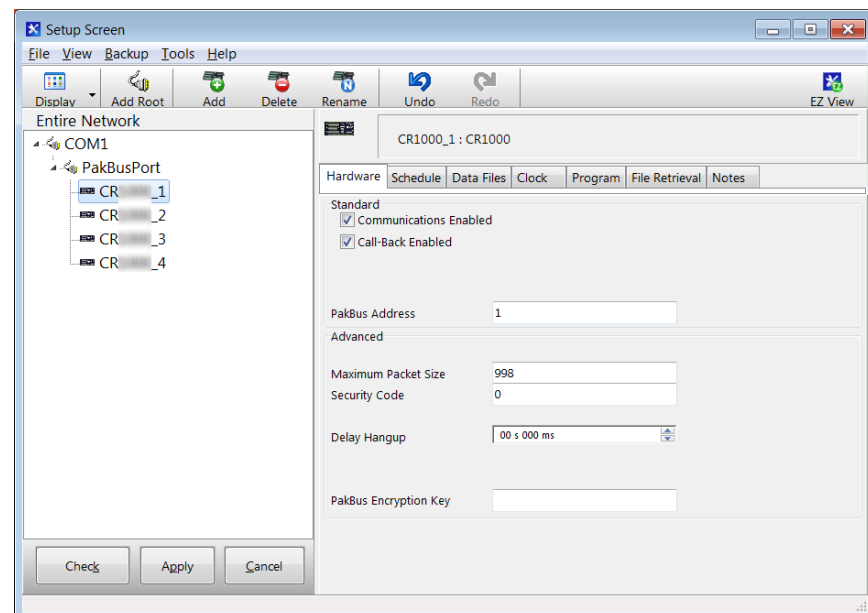 Setup Screen
File View Backup Tools Help
Display Add Root Add Delete Rename Undo Redo EZ View
Entire Network
COM1
PakBusPort
CR _1
CR _2
CR _3
CR _4
Check Apply Cancel
CR1000_1 : CR1000
Hardware Schedule Data Files Clock Program File Retrieval Notes
Standard
Communications Enabled
Call-Back Enabled
PakBus Address 1
Advanced
Maximum Packet Size 998
Security Code 0
Delay Hangup 00 s 000 ms
PakBus Encryption Key